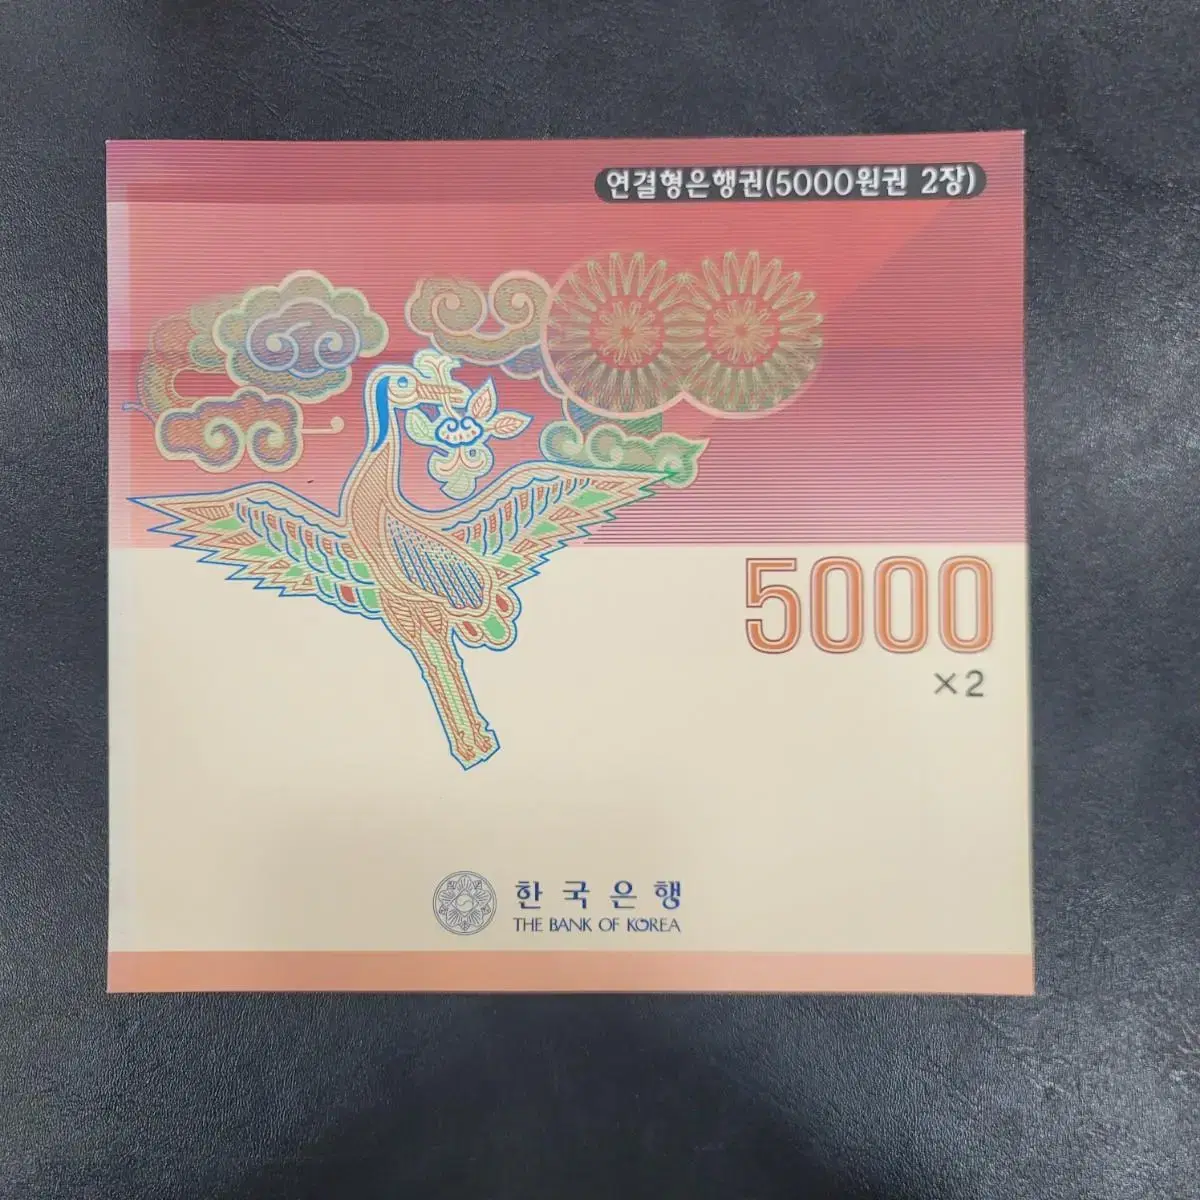 연결형은행권(5000원권 2장)
5000
×2
한국은행
THE BANK OF KOREA